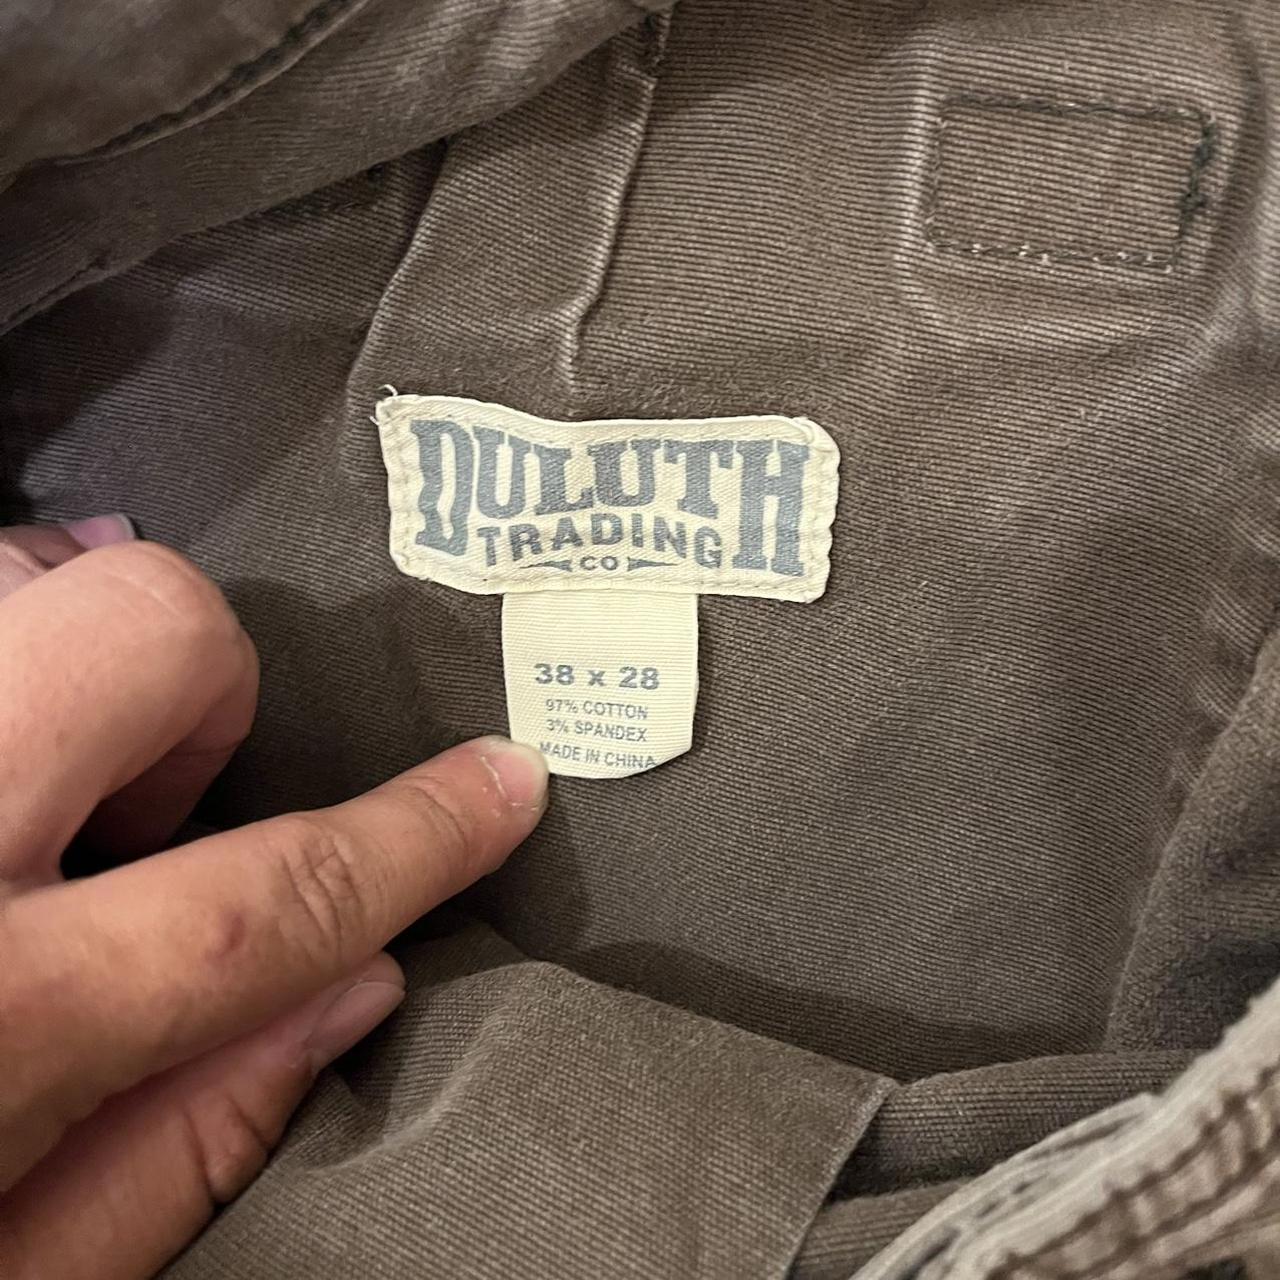 DULUTH
TRADING
CO
38 x 28
97% COTTON
3% SPANDEX
MADE IN CHINA